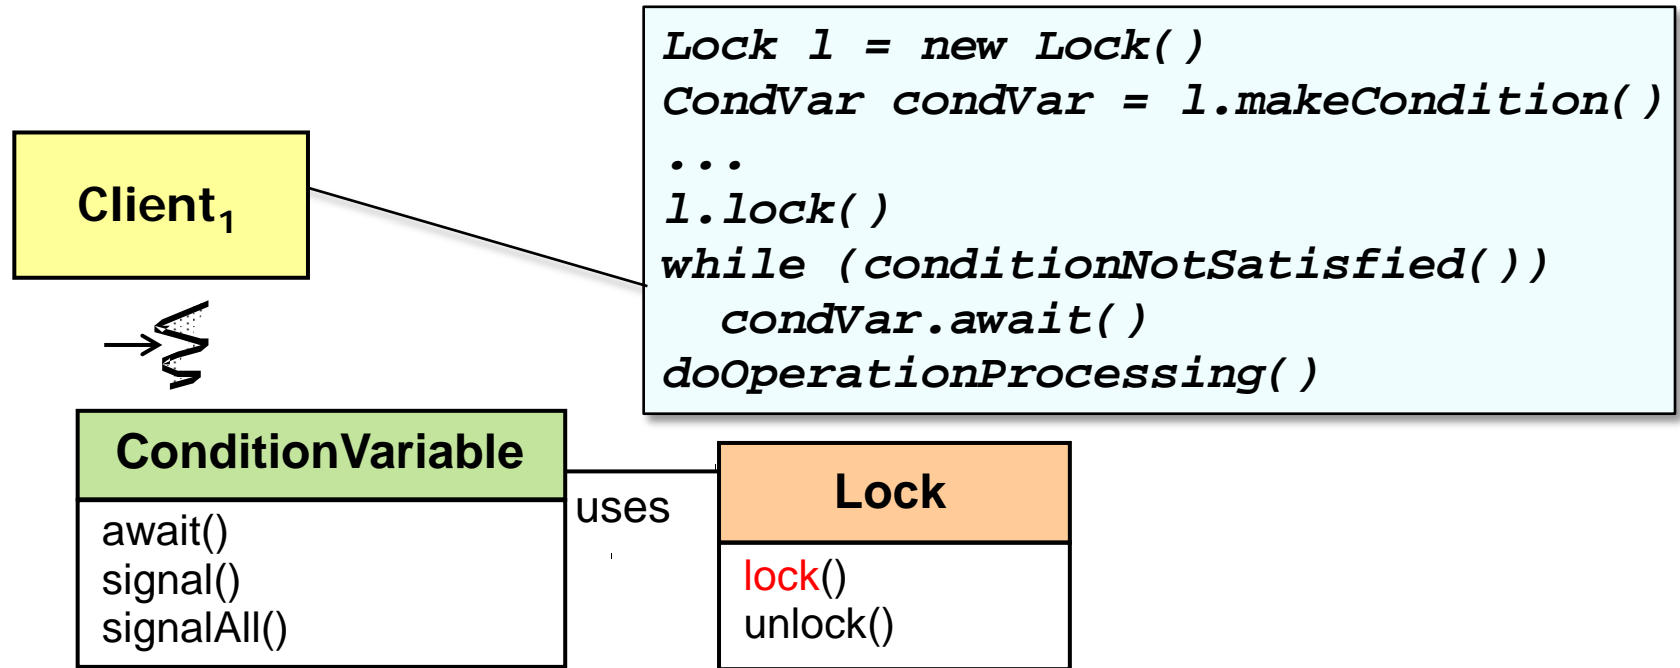 Lock l = new Lock()
CondVar condVar = l.makeCondition()
...
l.lock()
while (conditionNotSatisfied())
condVar.await()
doOperationProcessing()
Client₁
ConditionVariable
await()
signal()
signalAll()
uses
Lock
lock()
unlock()